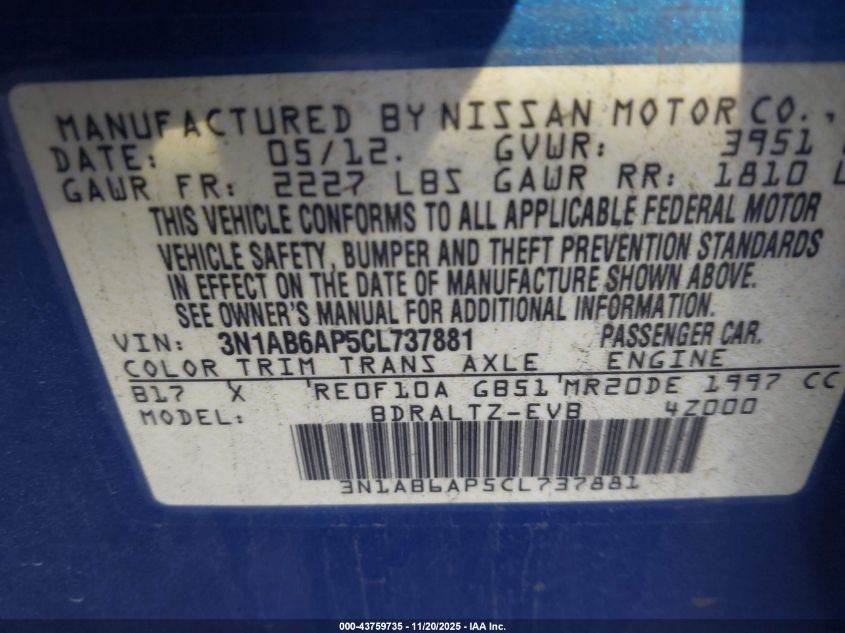 MANUFACTURED BY NISSAN MOTOR CO.,
DATE: 05/12. GVWR: 3951
GAWR FR: 2227 LBS GAWR RR: 1810 L
THIS VEHICLE CONFORMS TO ALL APPLICABLE FEDERAL MOTOR
VEHICLE SAFETY, BUMPER AND THEFT PREVENTION STANDARDS
IN EFFECT ON THE DATE OF MANUFACTURE SHOWN ABOVE.
SEE OWNER'S MANUAL FOR ADDITIONAL INFORMATION.
VIN: 3N1AB6AP5CL737881 PASSENGER CAR.
COLOR TRIM TRANS AXLE ENGINE
B17 X RE0F10A GB51 MR20DE 1997 CC
MODEL: BDRALTZ-EVB 4Z000
3N1AB6AP5CL737881
000-43759735 - 11/20/2025 - IAA Inc.